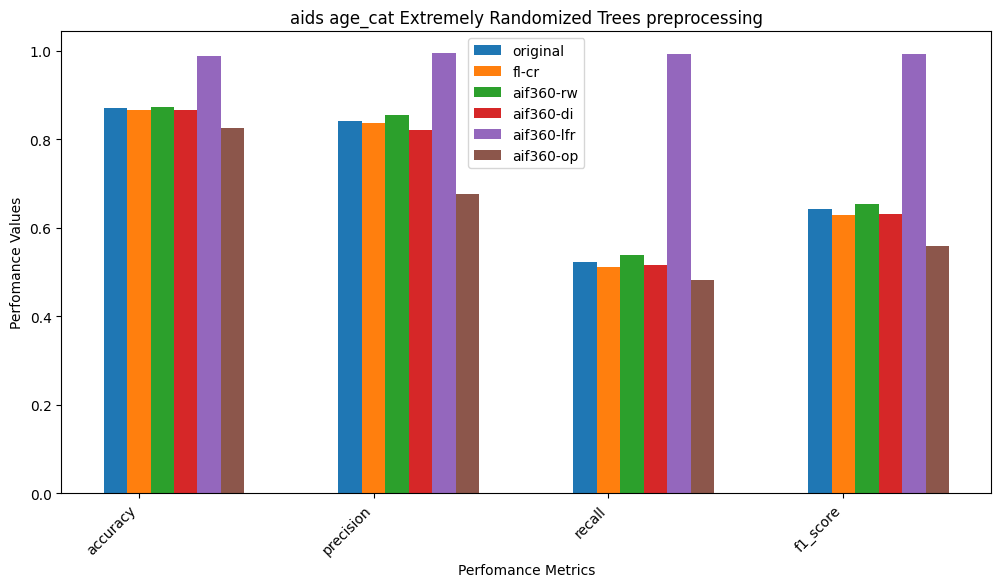 aids age_cat Extremely Randomized Trees preprocessing
original
fl-cr
aif360-rw
aif360-di
aif360-lfr
aif360-op
Perfomance Values
1.0
0.8
0.6
0.4
0.2
0.0
accuracy
precision
recall
f1_score
Perfomance Metrics